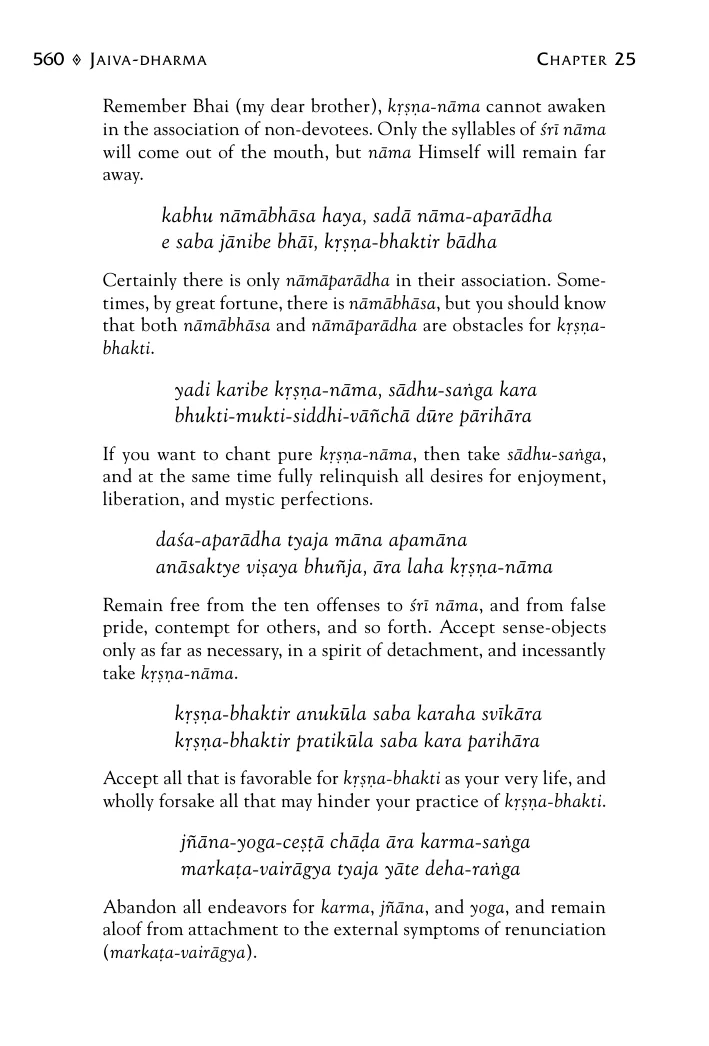 560 ◊ JAIVA-DHARMA CHAPTER 25
Remember Bhai (my dear brother), kṛṣṇa-nāma cannot awaken
in the association of non-devotees. Only the syllables of śrī nāma
will come out of the mouth, but nāma Himself will remain far
away.
kabhu nāmābhāsa haya, sadā nāma-aparādha
e saba jānibe bhāī, kṛṣṇa-bhaktir bādha
Certainly there is only nāmāparādha in their association. Some-
times, by great fortune, there is nāmābhāsa, but you should know
that both nāmābhāsa and nāmāparādha are obstacles for kṛṣṇa-
bhakti.
yadi karibe kṛṣṇa-nāma, sādhu-saṅga kara
bhukti-mukti-siddhi-vāñchā dūre pārihāra
If you want to chant pure kṛṣṇa-nāma, then take sādhu-saṅga,
and at the same time fully relinquish all desires for enjoyment,
liberation, and mystic perfections.
daśa-aparādha tyaja māna apamāna
anāsaktye viṣaya bhuñja, āra laha kṛṣṇa-nāma
Remain free from the ten offenses to śrī nāma, and from false
pride, contempt for others, and so forth. Accept sense-objects
only as far as necessary, in a spirit of detachment, and incessantly
take kṛṣṇa-nāma.
kṛṣṇa-bhaktir anukūla saba karaha svīkāra
kṛṣṇa-bhaktir pratikūla saba kara parihāra
Accept all that is favorable for kṛṣṇa-bhakti as your very life, and
wholly forsake all that may hinder your practice of kṛṣṇa-bhakti.
jñāna-yoga-ceṣṭā chāḍa āra karma-saṅga
markaṭa-vairāgya tyaja yāte deha-raṅga
Abandon all endeavors for karma, jñāna, and yoga, and remain
aloof from attachment to the external symptoms of renunciation
(markaṭa-vairāgya).